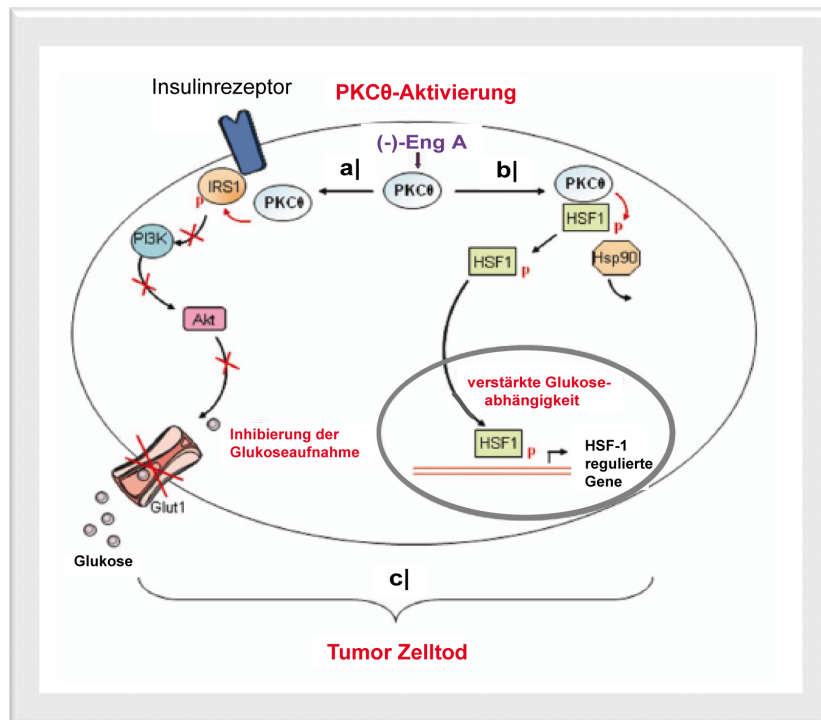 Insulinrezeptor
PKCθ-Aktivierung
(-)-Eng A
a|
b|
IRS1
p
PKCθ
PKCθ
PKCθ
HSF1
p
PI3K
HSF1
p
Hsp90
Akt
verstärkte Glukose-
abhängigkeit
Inhibierung der
Glukoseaufnahme
HSF1
p
HSF-1
regulierte
Gene
Glut1
Glukose
c|
Tumor Zelltod